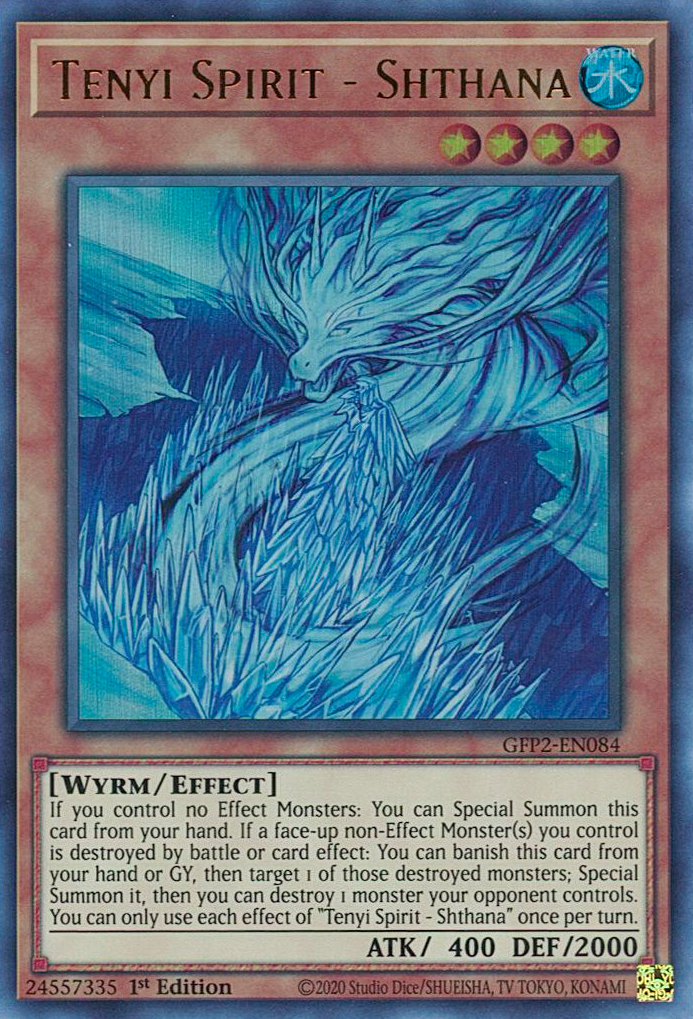 TENYI SPIRIT - SHTHANA
WATER
水
GFP2-EN084
[WYRM/EFFECT]
If you control no Effect Monsters: You can Special Summon this
card from your hand. If a face-up non-Effect Monster(s) you control
is destroyed by battle or card effect: You can banish this card from
your hand or GY, then target 1 of those destroyed monsters; Special
Summon it, then you can destroy 1 monster your opponent controls.
You can only use each effect of "Tenyi Spirit - Shthana" once per turn.
ATK/ 400 DEF/2000
24557335 1st Edition ©2020 Studio Dice/SHUEISHA, TV TOKYO, KONAMI